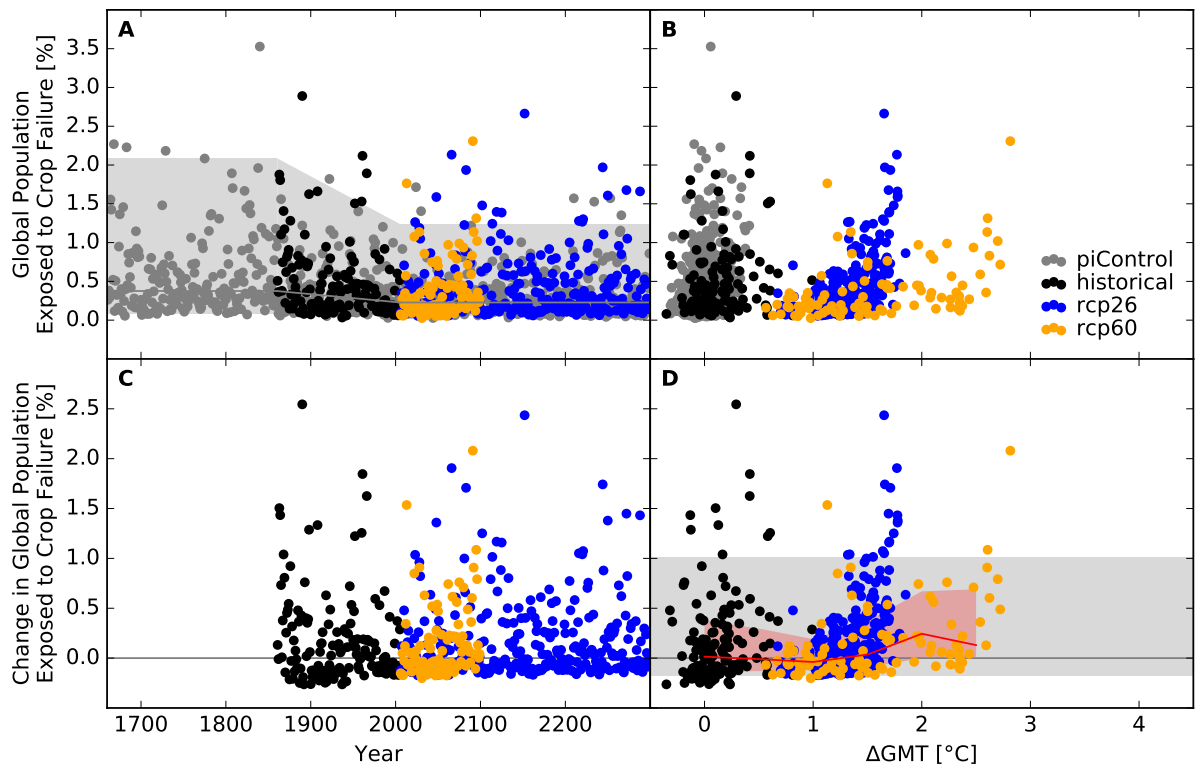 A
B
Global Population
Exposed to Crop Failure [%]
3.5
3.0
2.5
2.0
1.5
1.0
0.5
0.0
piControl
historical
rcp26
rcp60
C
D
Change in Global Population
Exposed to Crop Failure [%]
2.5
2.0
1.5
1.0
0.5
0.0
1700 1800 1900 2000 2100 2200
Year
0 1 2 3 4
ΔGMT [°C]